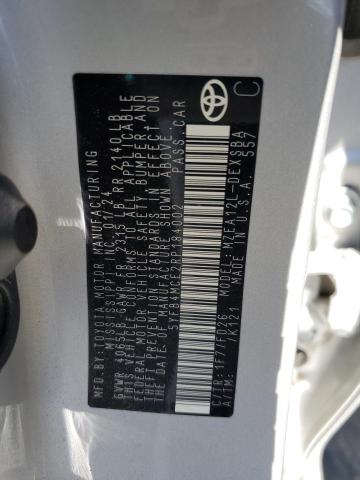 MFD. BY: TOYOTA MOTOR MANUFACTURING
MISSISSIPPI, INC. 01/24
GVWR 4065LB GAWR FR 2315 LB RR 2140 LB
THIS VEHICLE CONFORMS TO ALL APPLICABLE
FEDERAL MOTOR VEHICLE SAFETY, BUMPER, AND
THEFT PREVENTION STANDARDS IN EFFECT
ON THE DATE OF MANUFACTURE SHOWN ABOVE.
5YFB4MCE2RP184002 PASS. CAR
C/TR: 1F7/FD26 MZEA12L-DEXSBA
A/TM: /K121 MADE IN U.S.A. 557
TOYOTA
C